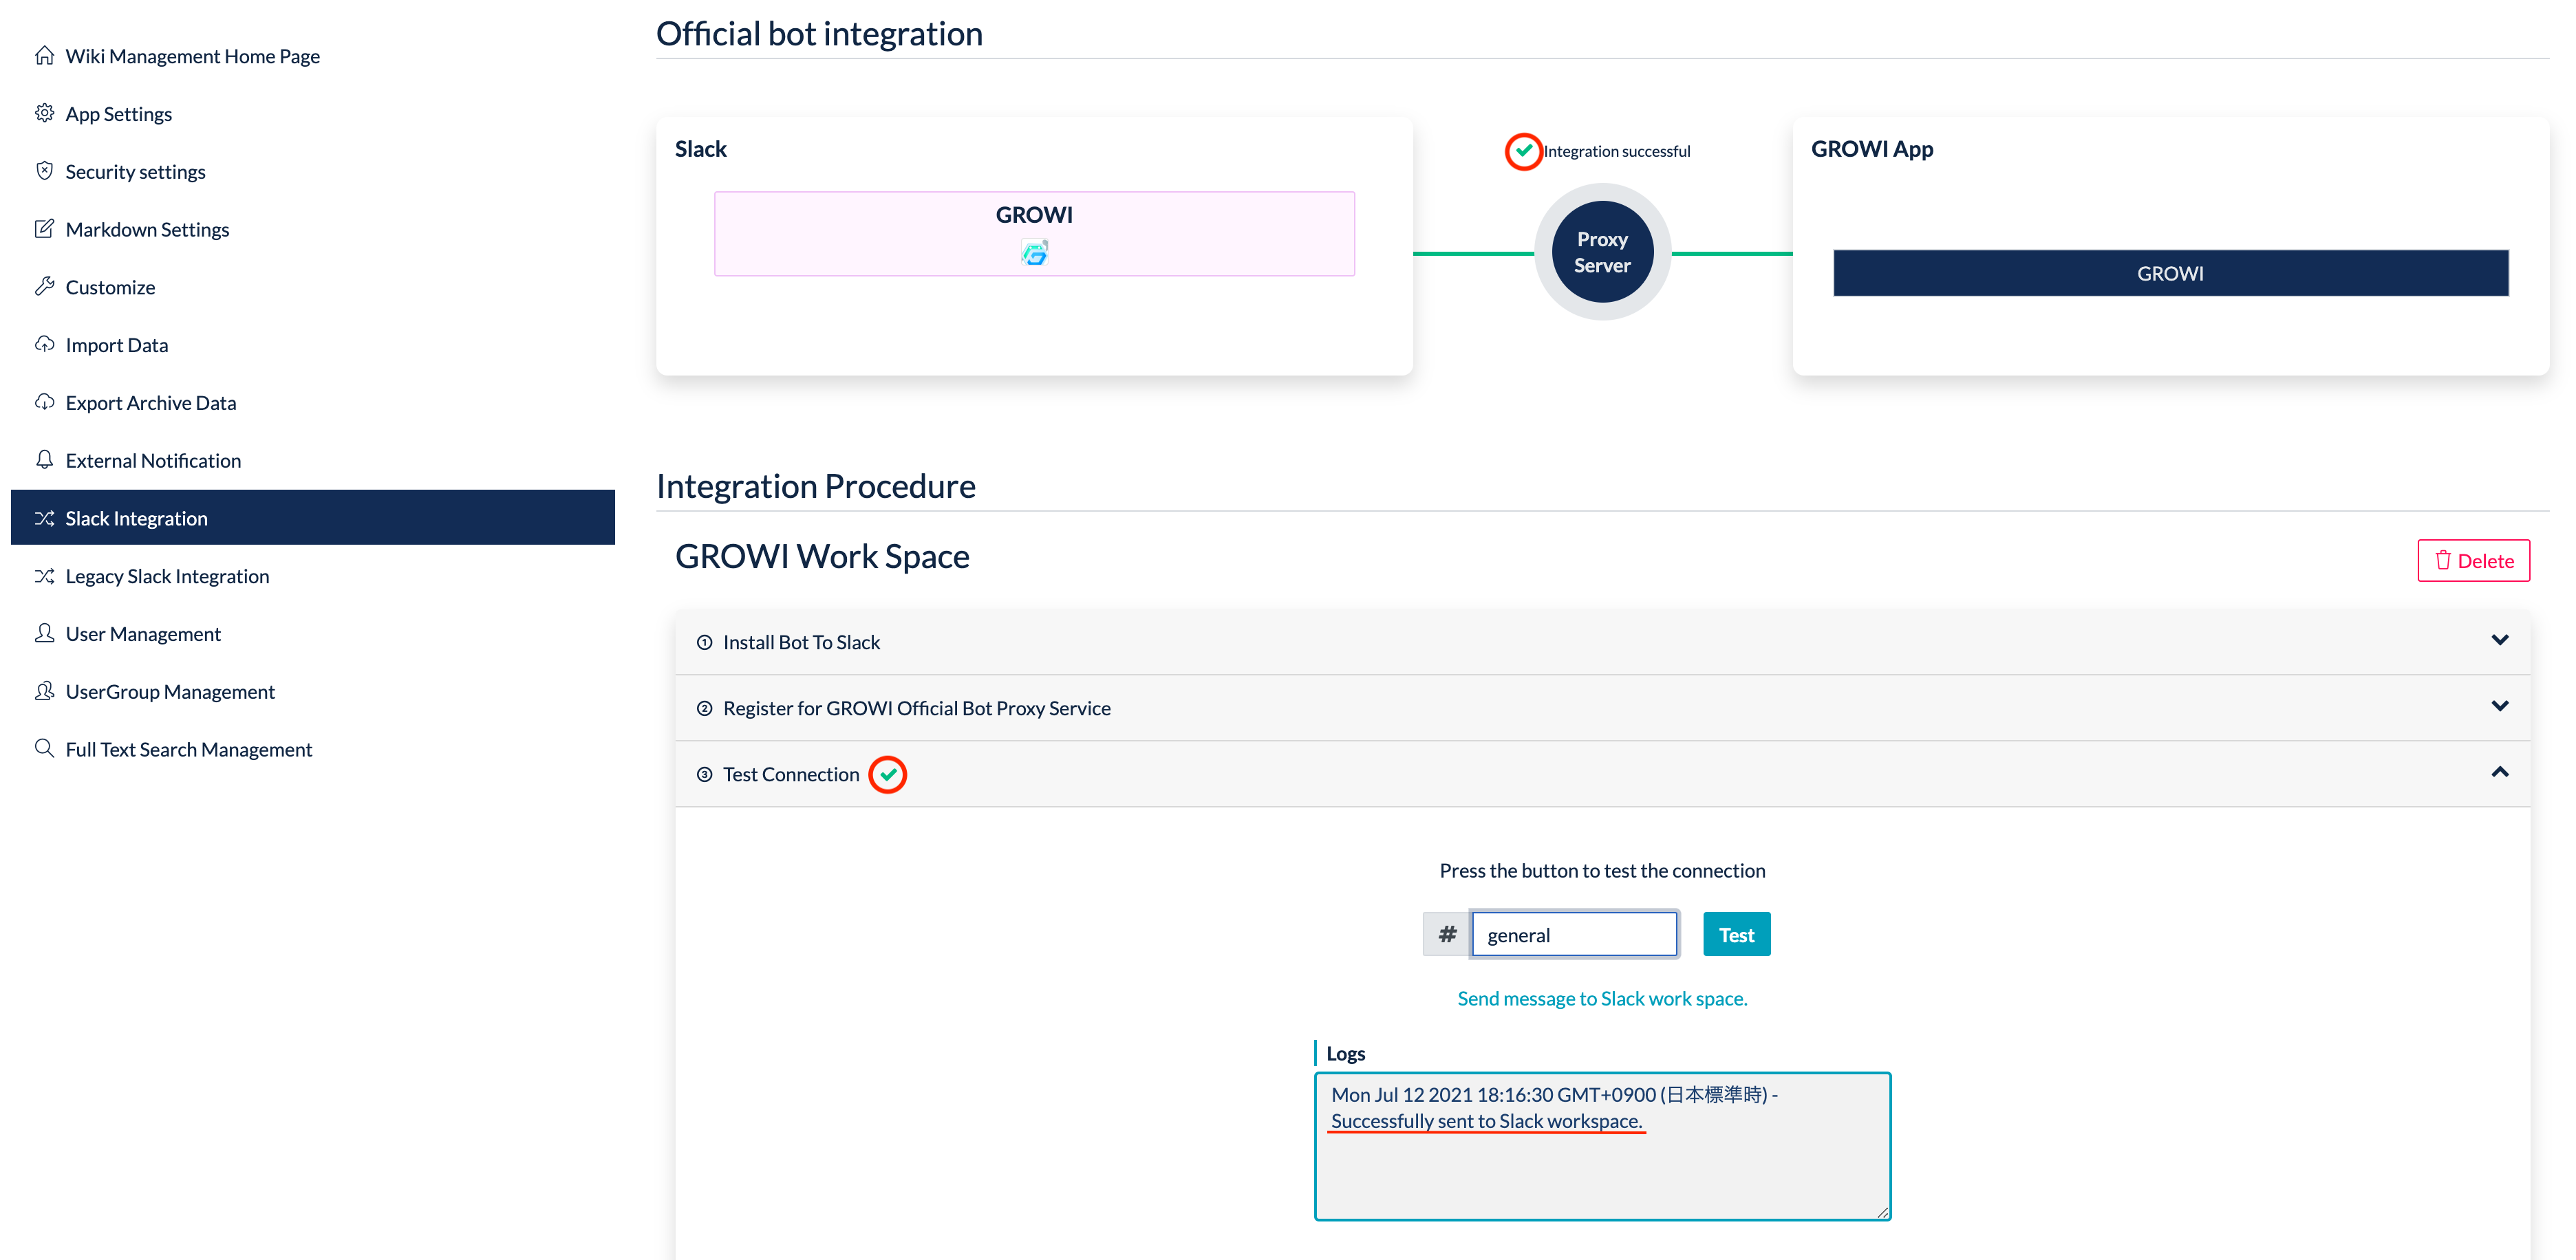 Wiki Management Home Page
App Settings
Security settings
Markdown Settings
Customize
Import Data
Export Archive Data
External Notification
Slack Integration
Legacy Slack Integration
User Management
UserGroup Management
Full Text Search Management
Official bot integration
Slack
GROWI
Integration successful
Proxy
Server
GROWI App
GROWI
Integration Procedure
GROWI Work Space
Delete
① Install Bot To Slack
② Register for GROWI Official Bot Proxy Service
③ Test Connection
Press the button to test the connection
# general Test
Send message to Slack work space.
Logs
Mon Jul 12 2021 18:16:30 GMT+0900 (日本標準時) -
Successfully sent to Slack workspace.